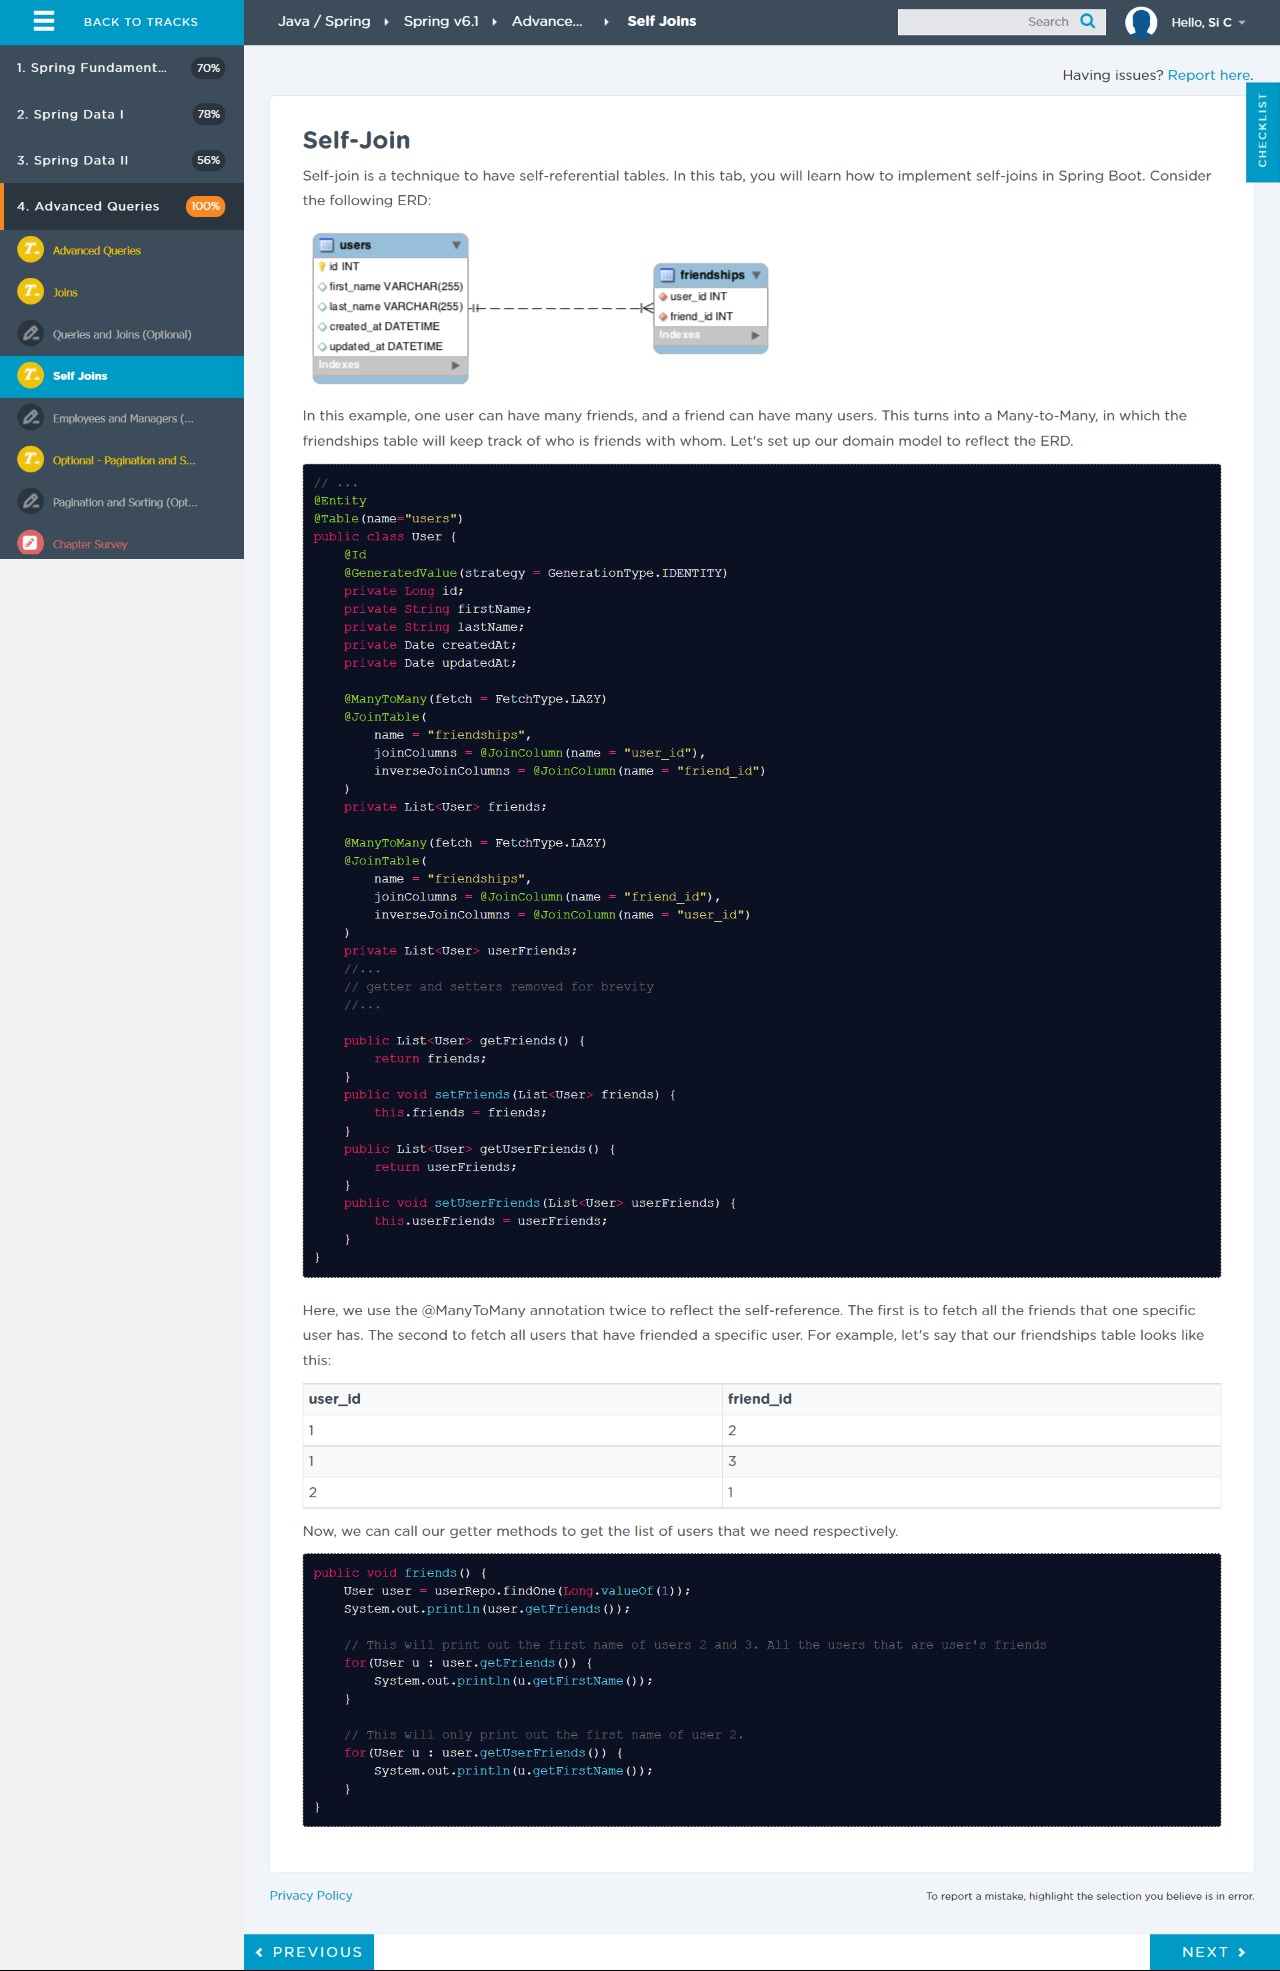 BACK TO TRACKS
Java / Spring
Spring v6.1
Advance...
Self Joins
Search
Hello, Si C
1. Spring Fundament...
70%
2. Spring Data I
78%
3. Spring Data II
56%
4. Advanced Queries
100%
Advanced Queries
Joins
Queries and Joins (Optional)
Self Joins
Employees and Managers (...
Optional - Pagination and S...
Pagination and Sorting (Opt...
Chapter Survey
Having issues? Report here.
CHECKLIST
Self-Join
Self-join is a technique to have self-referential tables. In this tab, you will learn how to implement self-joins in Spring Boot. Consider
the following ERD:
users
id INT
first_name VARCHAR(255)
last_name VARCHAR(255)
created_at DATETIME
updated_at DATETIME
Indexes
friendships
user_id INT
friend_id INT
Indexes
In this example, one user can have many friends, and a friend can have many users. This turns into a Many-to-Many, in which the
friendships table will keep track of who is friends with whom. Let's set up our domain model to reflect the ERD.
// ...
@Entity
@Table(name="users")
public class User {
@Id
@GeneratedValue(strategy = GenerationType.IDENTITY)
private Long id;
private String firstName;
private String lastName;
private Date createdAt;
private Date updatedAt;
@ManyToMany(fetch = FetchType.LAZY)
@JoinTable(
name = "friendships",
joinColumns = @JoinColumn(name = "user_id"),
inverseJoinColumns = @JoinColumn(name = "friend_id")
)
private List<User> friends;
@ManyToMany(fetch = FetchType.LAZY)
@JoinTable(
name = "friendships",
joinColumns = @JoinColumn(name = "friend_id"),
inverseJoinColumns = @JoinColumn(name = "user_id")
)
private List<User> userFriends;
//...
// getter and setters removed for brevity
//...
public List<User> getFriends() {
return friends;
}
public void setFriends(List<User> friends) {
this.friends = friends;
}
public List<User> getUserFriends() {
return userFriends;
}
public void setUserFriends(List<User> userFriends) {
this.userFriends = userFriends;
}
}
Here, we use the @ManyToMany annotation twice to reflect the self-reference. The first is to fetch all the friends that one specific
user has. The second to fetch all users that have friended a specific user. For example, let's say that our friendships table looks like
this:
user_id friend_id
1 2
1 3
2 1
Now, we can call our getter methods to get the list of users that we need respectively.
public void friends() {
User user = userRepo.findOne(Long.valueOf(1));
System.out.println(user.getFriends());
// This will print out the first name of users 2 and 3. All the users that are user's friends
for(User u : user.getFriends()) {
System.out.println(u.getFirstName());
}
// This will only print out the first name of user 2.
for(User u : user.getUserFriends()) {
System.out.println(u.getFirstName());
}
}
Privacy Policy
To report a mistake, highlight the selection you believe is in error.
PREVIOUS
NEXT